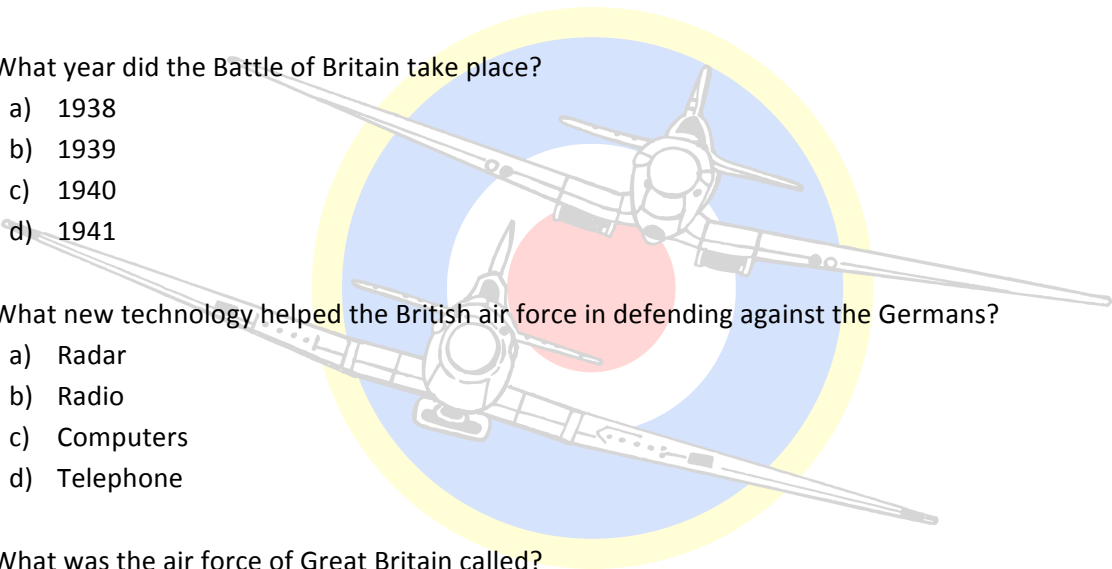 What year did the Battle of Britain take place?
a) 1938
b) 1939
c) 1940
d) 1941
What new technology helped the British air force in defending against the Germans?
a) Radar
b) Radio
c) Computers
d) Telephone
What was the air force of Great Britain called?